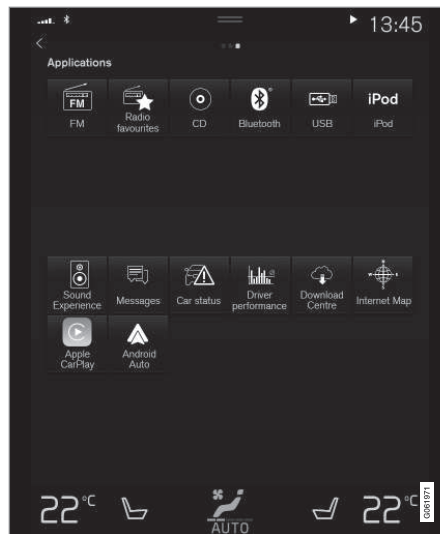 13:45
Applications
FM
FM
Radio
favourites
CD
Bluetooth
USB
iPod
iPod
Sound
Experience
Messages
Car status
Driver
performance
Download
Centre
Internet Map
Apple
CarPlay
Android
Auto
22°C
AUTO
22°C
G061971